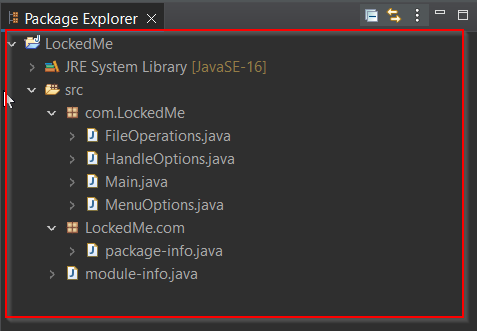 Package Explorer
LockedMe
JRE System Library [JavaSE-16]
src
com.LockedMe
FileOperations.java
HandleOptions.java
Main.java
MenuOptions.java
LockedMe.com
package-info.java
module-info.java